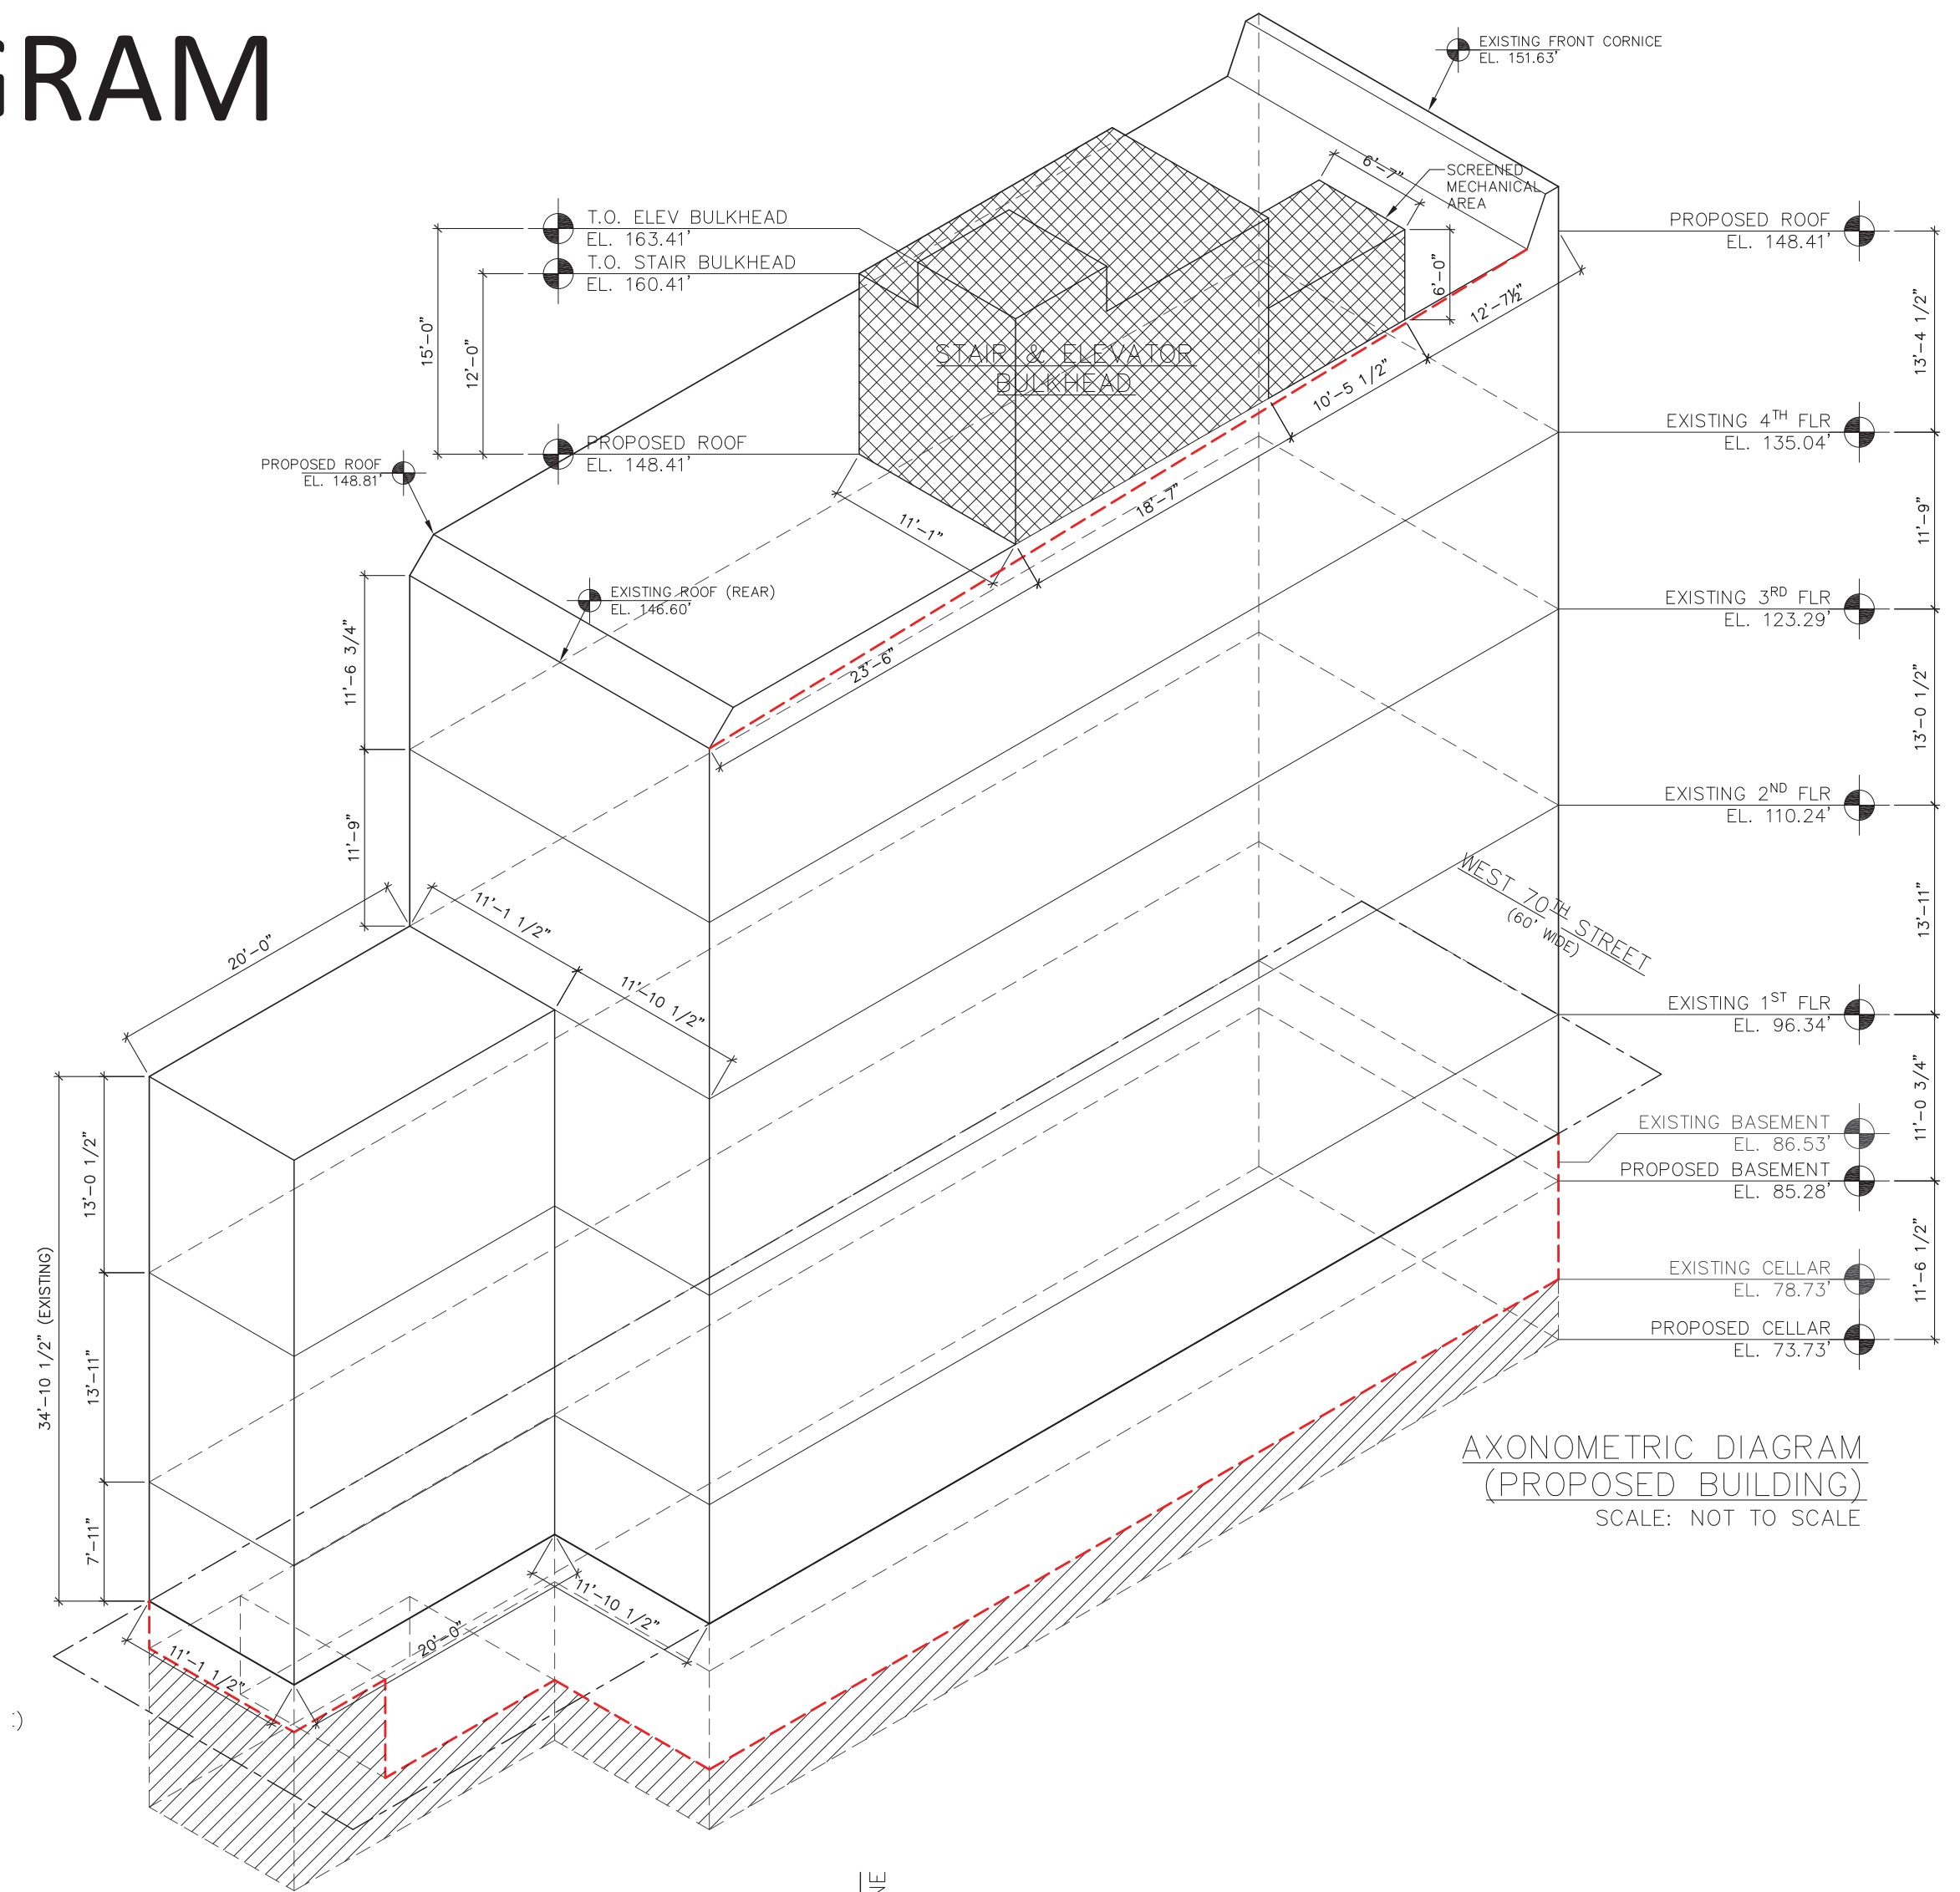 GRAM
EXISTING FRONT CORNICE
EL. 151.63'
6'-7"
SCREENED
MECHANICAL
AREA
T.O. ELEV BULKHEAD
EL. 163.41'
T.O. STAIR BULKHEAD
EL. 160.41'
PROPOSED ROOF
EL. 148.41'
15'-0"
12'-0"
6'-0"
12'-7½"
13'-4 1/2"
STAIR & ELEVATOR
BULKHEAD
10'-5 1/2"
EXISTING 4TH FLR
EL. 135.04'
PROPOSED ROOF
EL. 148.41'
PROPOSED ROOF
EL. 148.81'
18'-7"
11'-9"
11'-1"
EXISTING ROOF (REAR)
EL. 146.60'
EXISTING 3RD FLR
EL. 123.29'
11'-6 3/4"
23'-6"
13'-0 1/2"
EXISTING 2ND FLR
EL. 110.24'
11'-9"
WEST 70TH STREET
(60' WIDE)
13'-11"
20'-0"
11'-1 1/2"
11'-10 1/2"
EXISTING 1ST FLR
EL. 96.34'
11'-0 3/4"
EXISTING BASEMENT
EL. 86.53'
PROPOSED BASEMENT
EL. 85.28'
13'-0 1/2"
34'-10 1/2" (EXISTING)
11'-6 1/2"
EXISTING CELLAR
EL. 78.73'
PROPOSED CELLAR
EL. 73.73'
13'-11"
AXONOMETRIC DIAGRAM
(PROPOSED BUILDING)
SCALE: NOT TO SCALE
7'-11"
11'-10 1/2"
20'-0"
11'-1 1/2"
:)
NE